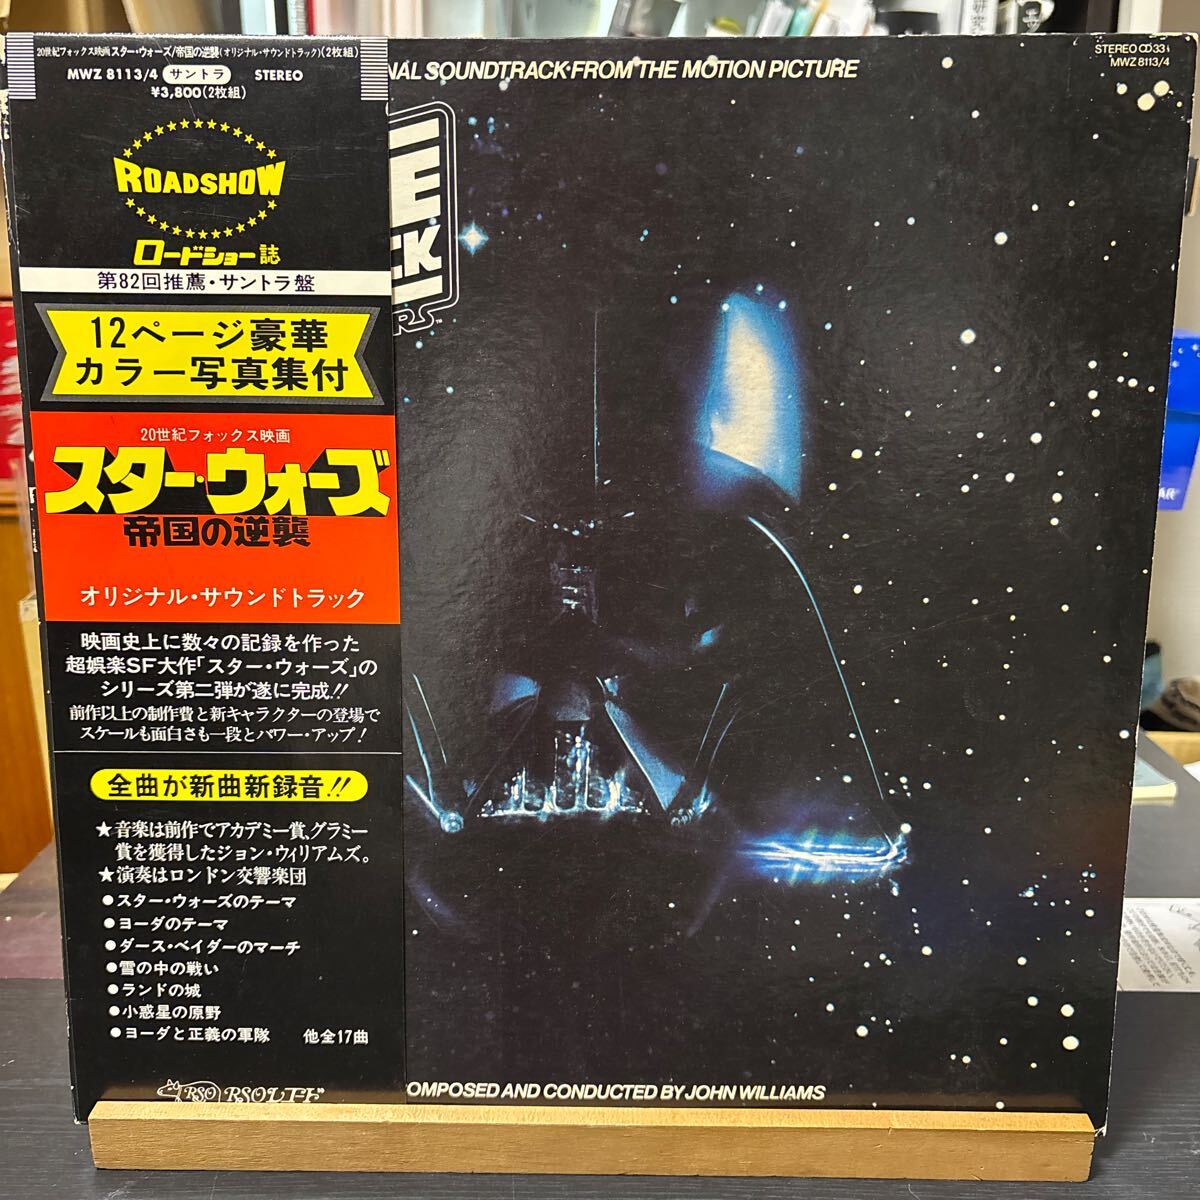 20世紀フォックス映画 スター・ウォーズ/帝国の逆襲(オリジナル・サウンドトラック)(2枚組)
MWZ 8113/4 サントラ STEREO
¥3,800(2枚組)
ROADSHOW
ロードショー誌
第82回推薦・サントラ盤
12ページ豪華
カラー写真集付
20世紀フォックス映画
スター・ウォーズ
帝国の逆襲
オリジナル・サウンドトラック
映画史上に数々の記録を作った
超娯楽SF大作「スター・ウォーズ」の
シリーズ第二弾が遂に完成!!
前作以上の制作費と新キャラクターの登場で
スケールも面白さも一段とパワー・アップ!
全曲が新曲新録音!!
★音楽は前作でアカデミー賞、グラミー
賞を獲得したジョン・ウィリアムズ。
★演奏はロンドン交響楽団
●スター・ウォーズのテーマ
●ヨーダのテーマ
●ダース・ベイダーのマーチ
●雪の中の戦い
●ランドの城
●小惑星の原野
●ヨーダと正義の軍隊 他全17曲
RSO RSOレコード
NAL SOUNDTRACK FROM THE MOTION PICTURE
STEREO 33⅓
MWZ 8113/4
E
CK
ARS™
OMPOSED AND CONDUCTED BY JOHN WILLIAMS